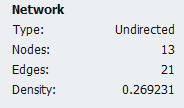 Network
Type: Undirected
Nodes: 13
Edges: 21
Density: 0.269231